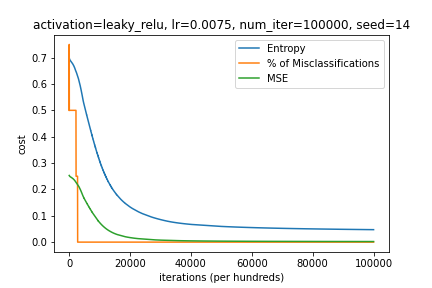 activation=leaky_relu, lr=0.0075, num_iter=100000, seed=14
Entropy
% of Misclassifications
MSE
cost
0.7
0.6
0.5
0.4
0.3
0.2
0.1
0.0
0 20000 40000 60000 80000 100000
iterations (per hundreds)